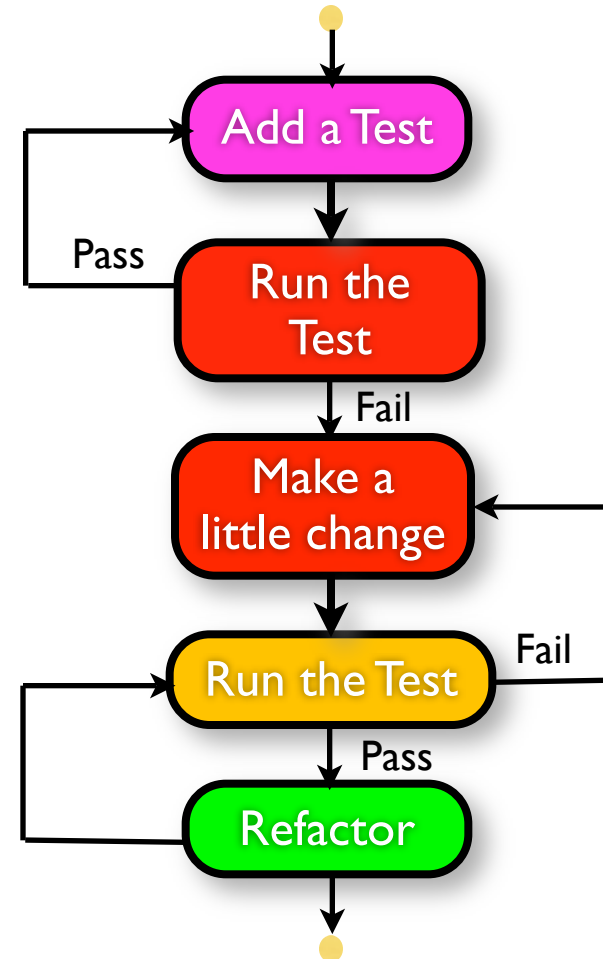 Add a Test
Pass
Run the
Test
Fail
Make a
little change
Fail
Run the Test
Pass
Refactor